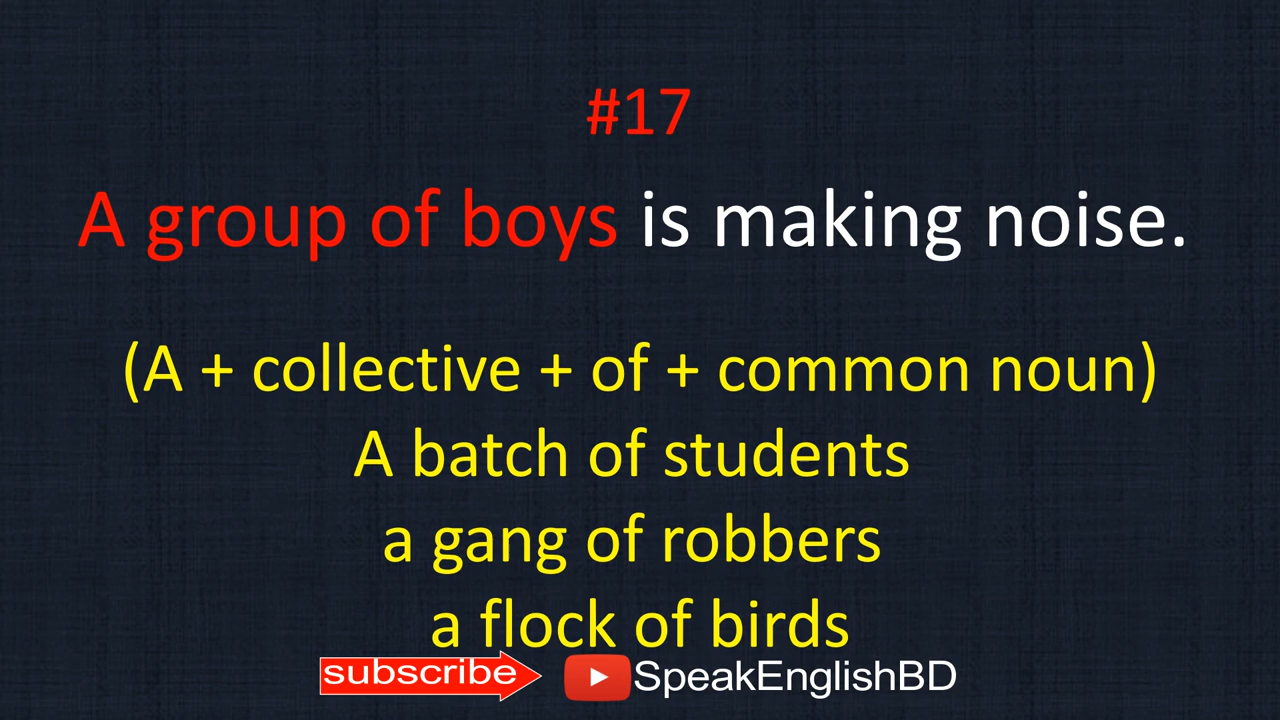 #17
A group of boys is making noise.
(A + collective + of + common noun)
A batch of students
a gang of robbers
a flock of birds
subscribe SpeakEnglishBD